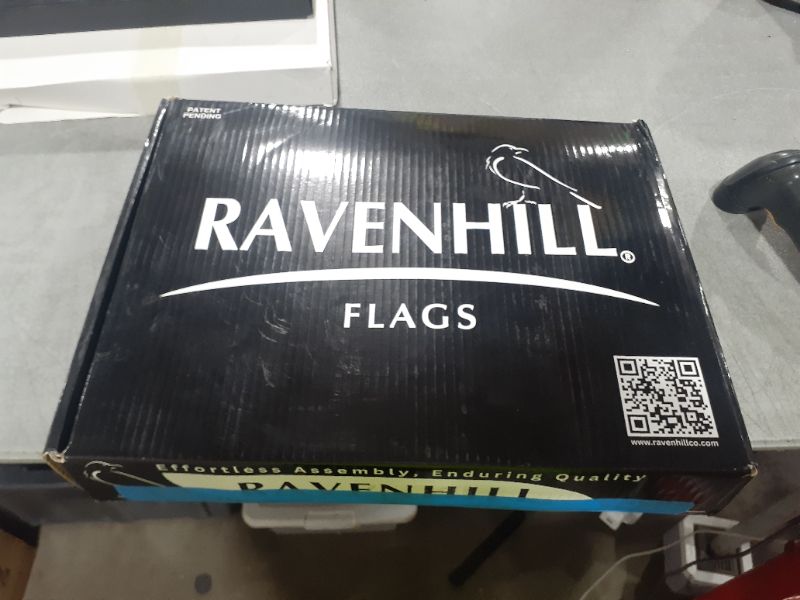 PATENT
PENDING
RAVENHILL®
FLAGS
www.ravenhillco.com
Effortless Assembly, Enduring Quality
RAVENHILL